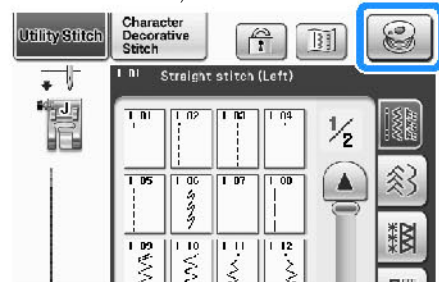 Utility Stitch
Character
Decorative
Stitch
1 01 Straight stitch (Left)
J
1 01 1 02 1 03 1 04
1/2
1 05 1 06 1 07 1 08
1 09 1 10 1 11 1 12